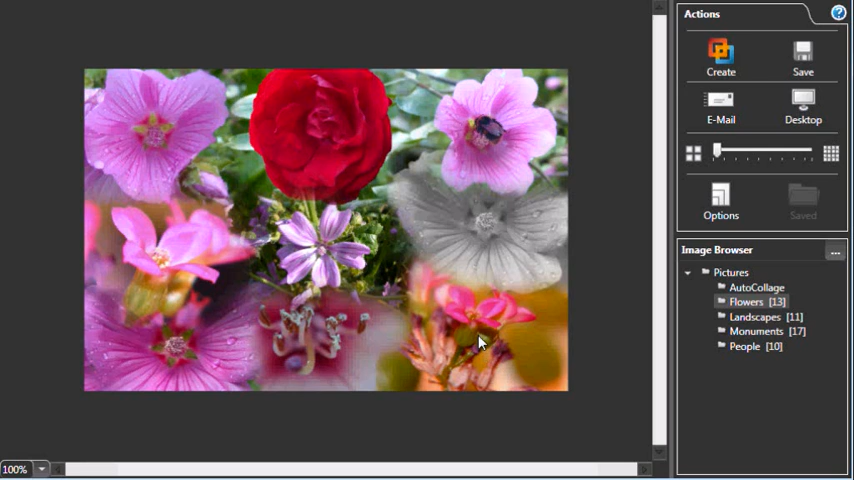 Actions
?
Create
Save
E-Mail
Desktop
Options
Saved
Image Browser
...
Pictures
AutoCollage
Flowers [13]
Landscapes [11]
Monuments [17]
People [10]
100%